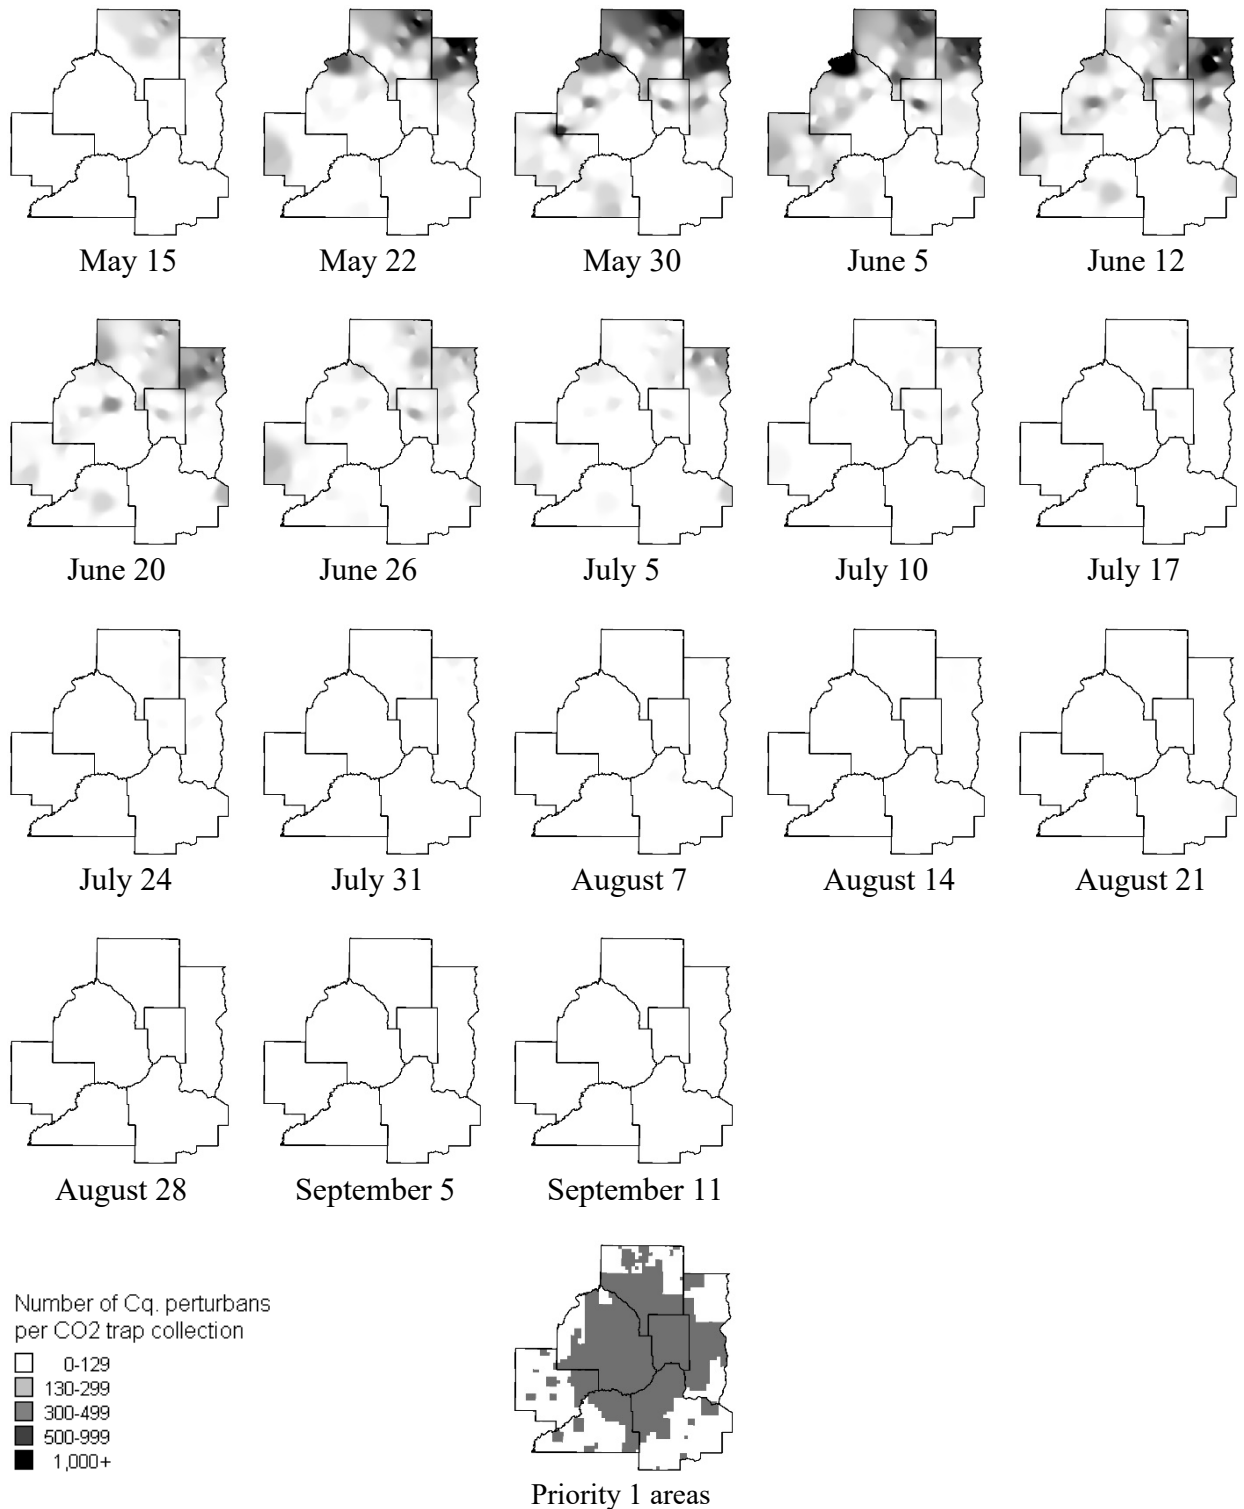 May 15
May 22
May 30
June 5
June 12
June 20
June 26
July 5
July 10
July 17
July 24
July 31
August 7
August 14
August 21
August 28
September 5
September 11
Number of Cq. perturbans
per CO2 trap collection
0-129
130-299
300-499
500-999
1,000+
Priority 1 areas